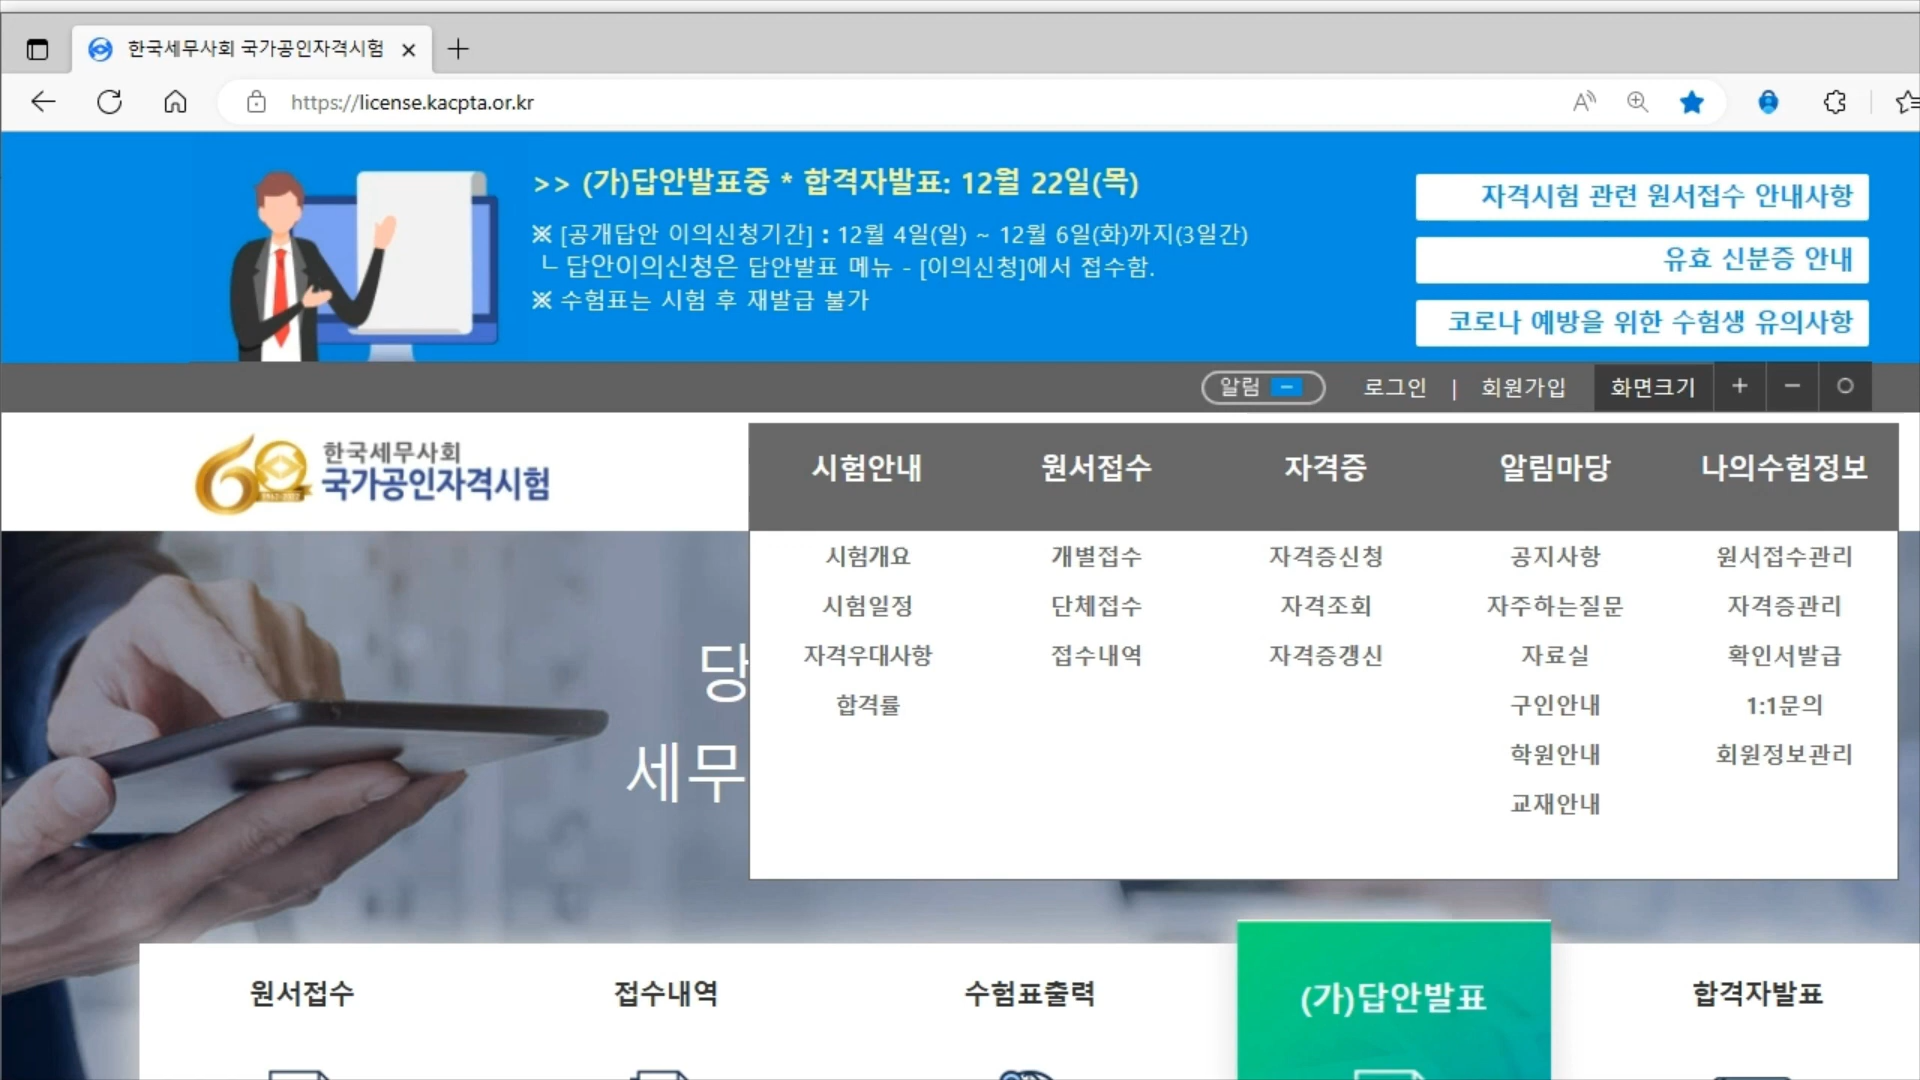 한국세무사회 국가공인자격시험
https://license.kacpta.or.kr
>> (가)답안발표중 * 합격자발표: 12월 22일(목)
※ [공개답안 이의신청기간] : 12월 4일(일) ~ 12월 6일(화)까지(3일간)
ㄴ 답안이의신청은 답안발표 메뉴 - [이의신청]에서 접수함.
※ 수험표는 시험 후 재발급 불가
자격시험 관련 원서접수 안내사항
유효 신분증 안내
코로나 예방을 위한 수험생 유의사항
알림 로그인 | 회원가입 화면크기 + − ○
60 1962-2022
한국세무사회
국가공인자격시험
시험안내 원서접수 자격증 알림마당 나의수험정보
시험개요 개별접수 자격증신청 공지사항 원서접수관리
시험일정 단체접수 자격조회 자주하는질문 자격증관리
자격우대사항 접수내역 자격증갱신 자료실 확인서발급
합격률 구인안내 1:1문의
학원안내 회원정보관리
교재안내
당
세무
원서접수 접수내역 수험표출력 (가)답안발표 합격자발표